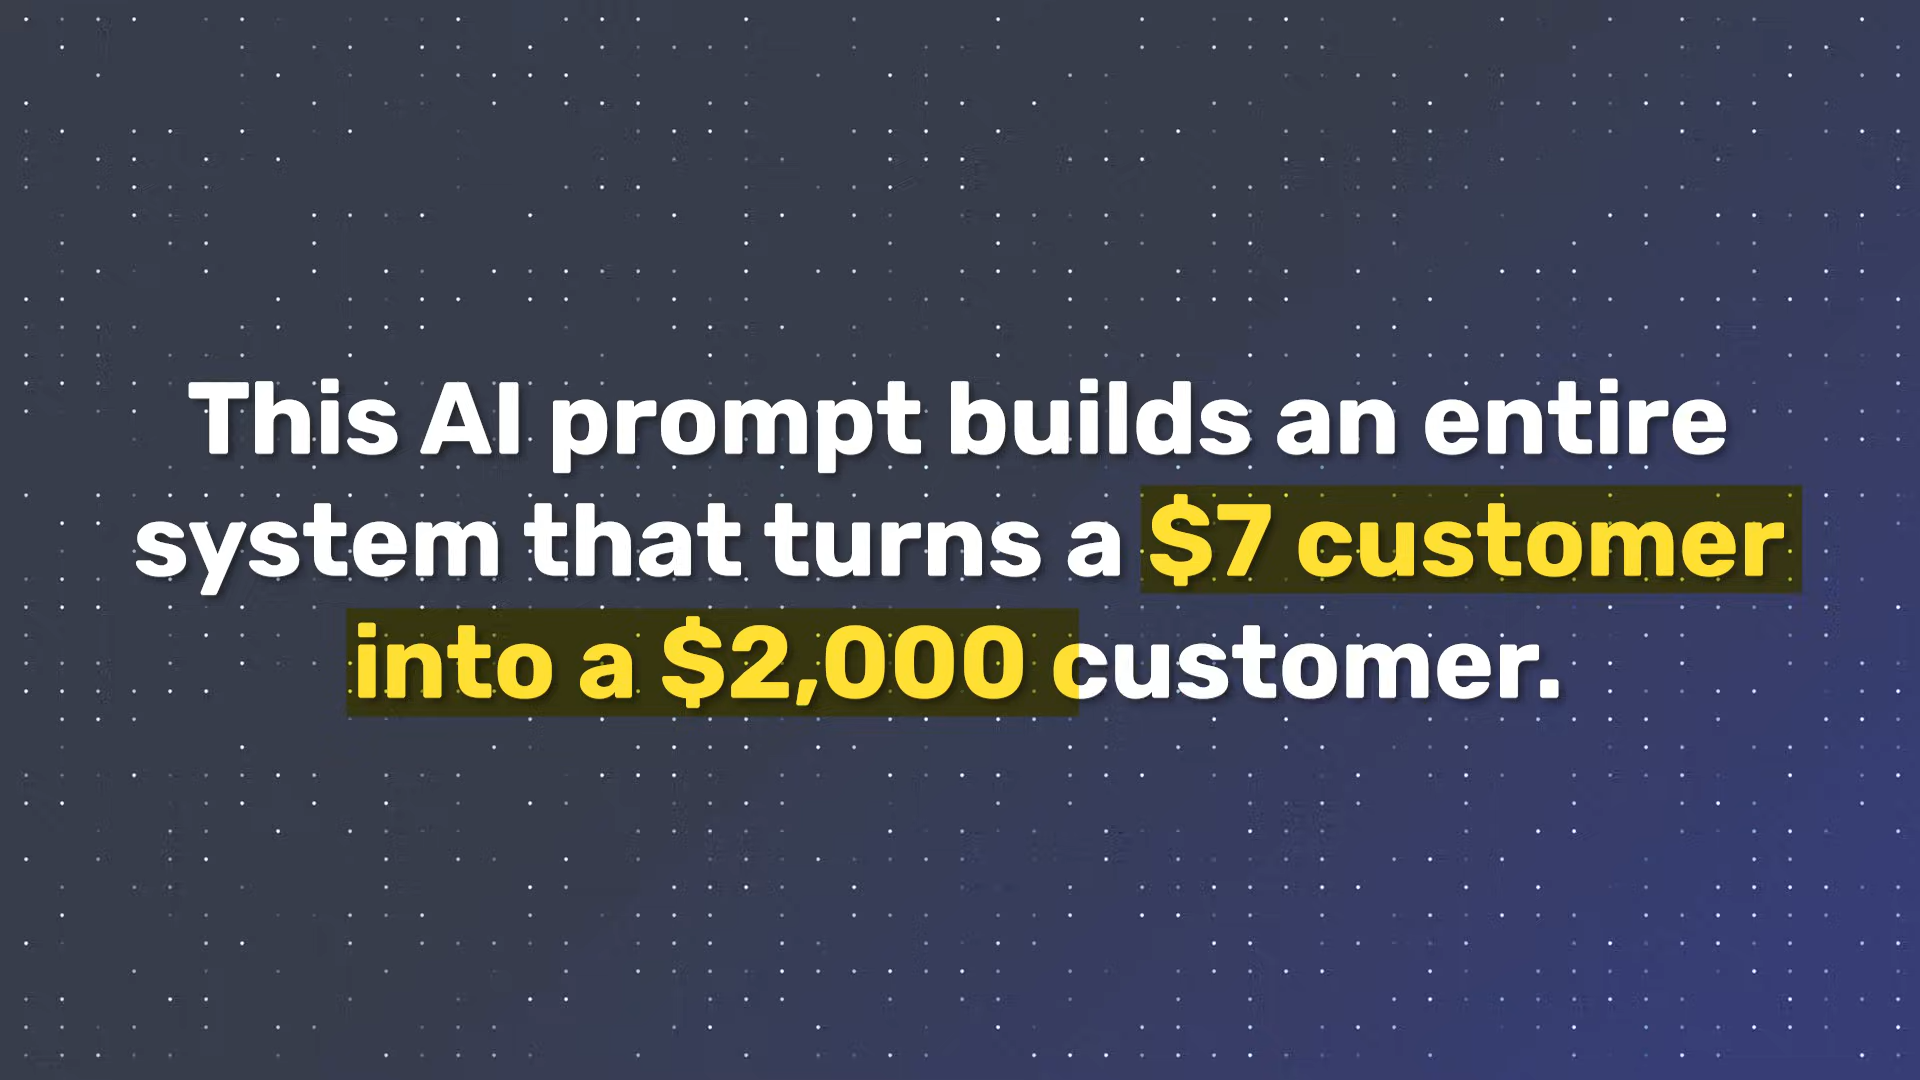 This AI prompt builds an entire
system that turns a $7 customer
into a $2,000 customer.